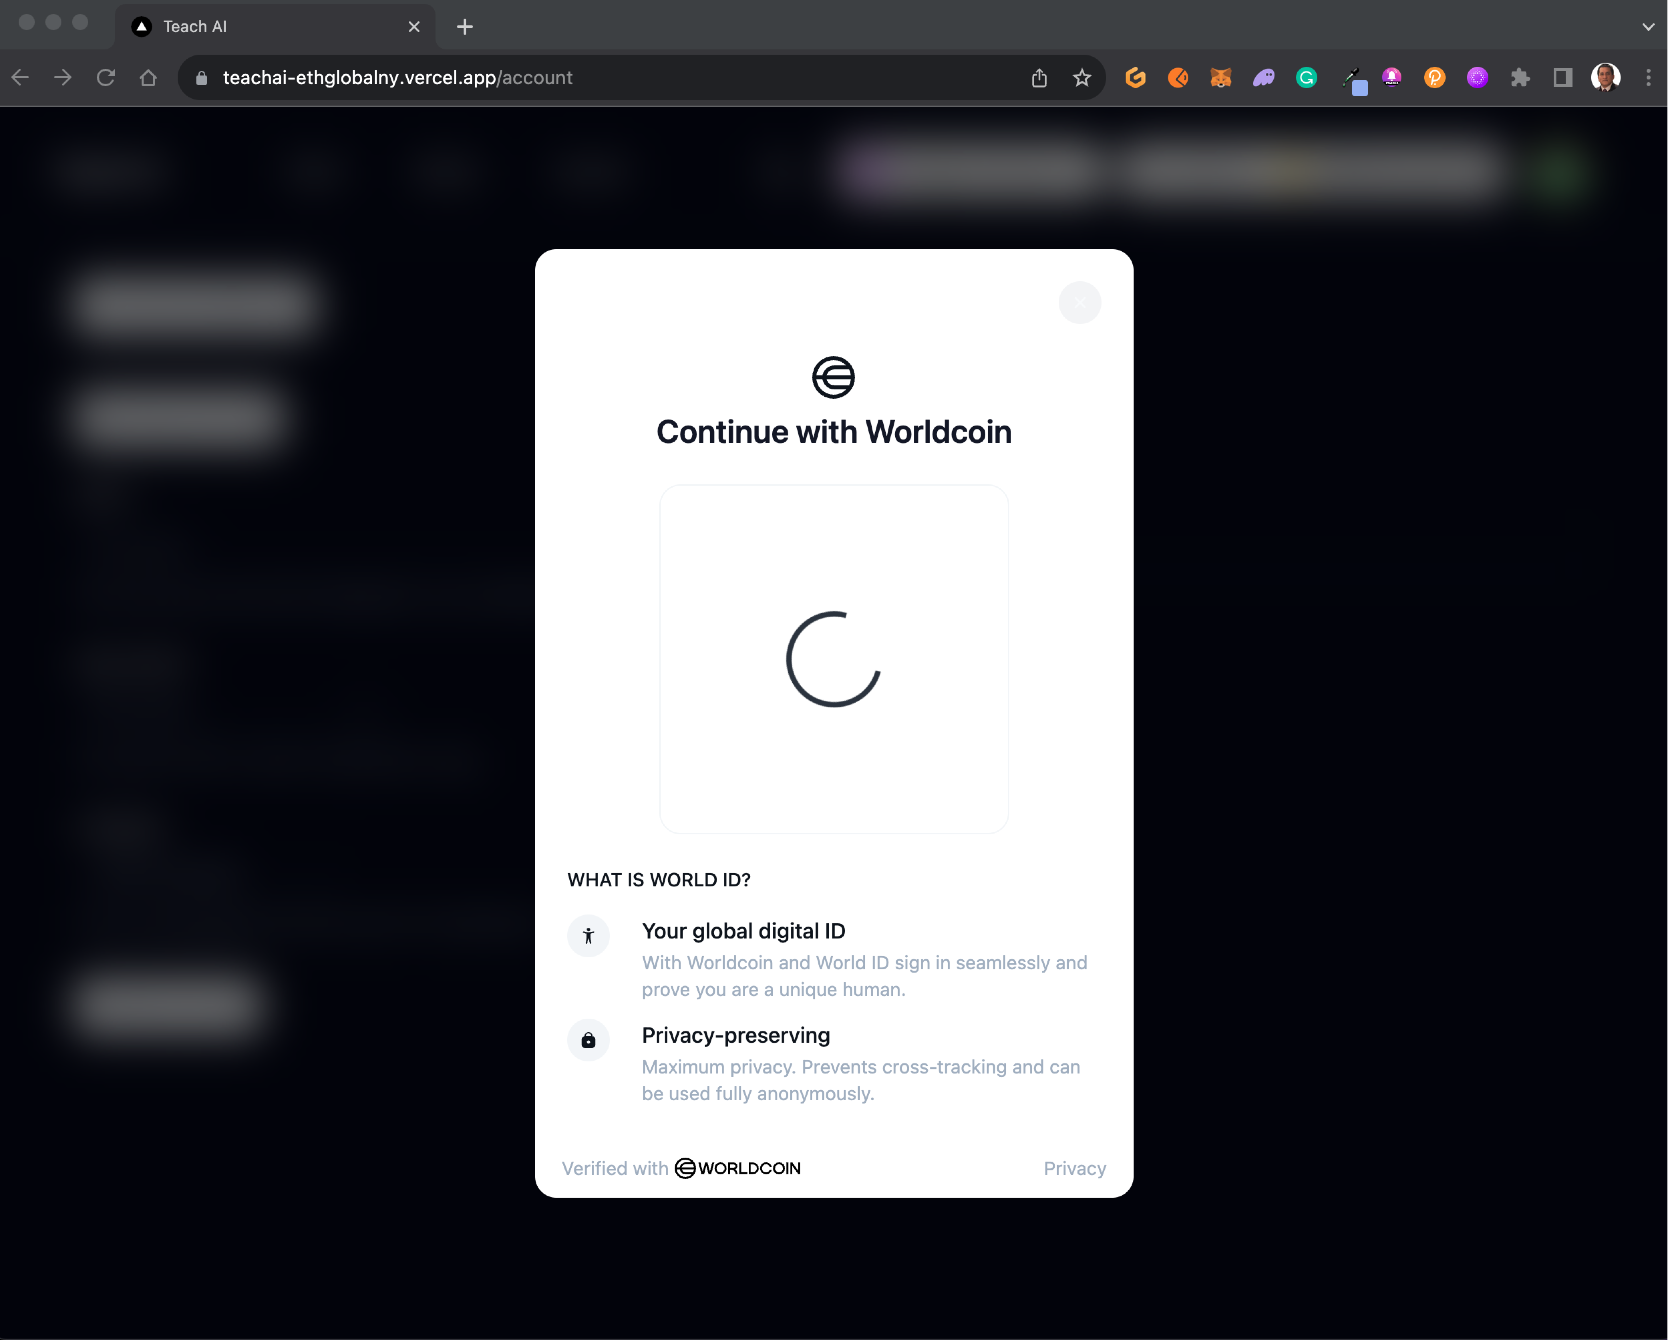 Teach AI
teachai-ethglobalny.vercel.app/account
Continue with Worldcoin
WHAT IS WORLD ID?
Your global digital ID
With Worldcoin and World ID sign in seamlessly and
prove you are a unique human.
Privacy-preserving
Maximum privacy. Prevents cross-tracking and can
be used fully anonymously.
Verified with WORLDCOIN
Privacy